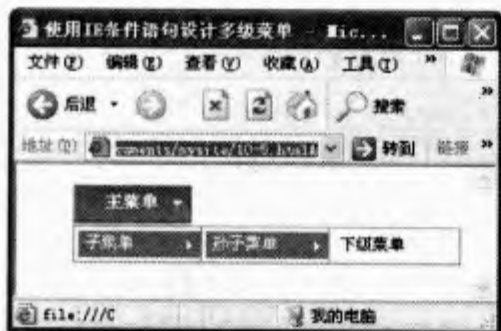 使用IE条件语句设计多级菜单 - Mic...
文件(F) 编辑(E) 查看(V) 收藏(A) 工具(T) »
后退 搜索 »
地址(D) 转到 链接 »
主菜单
子菜单 孙子菜单 下级菜单
file:///C 我的电脑